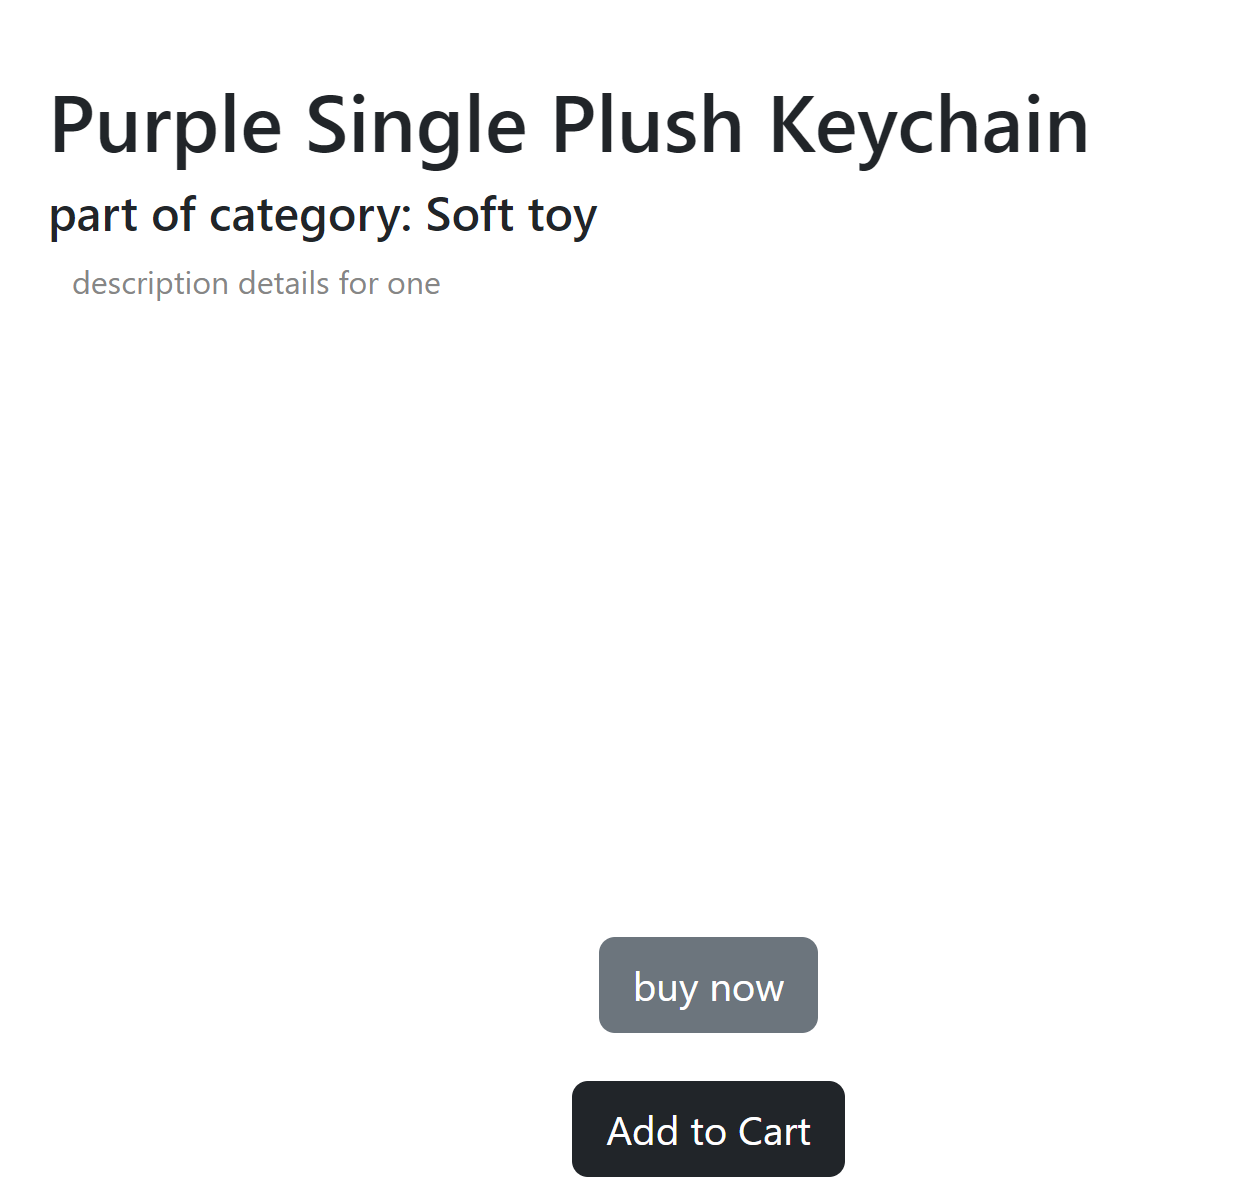 Purple Single Plush Keychain
part of category: Soft toy
description details for one
buy now
Add to Cart